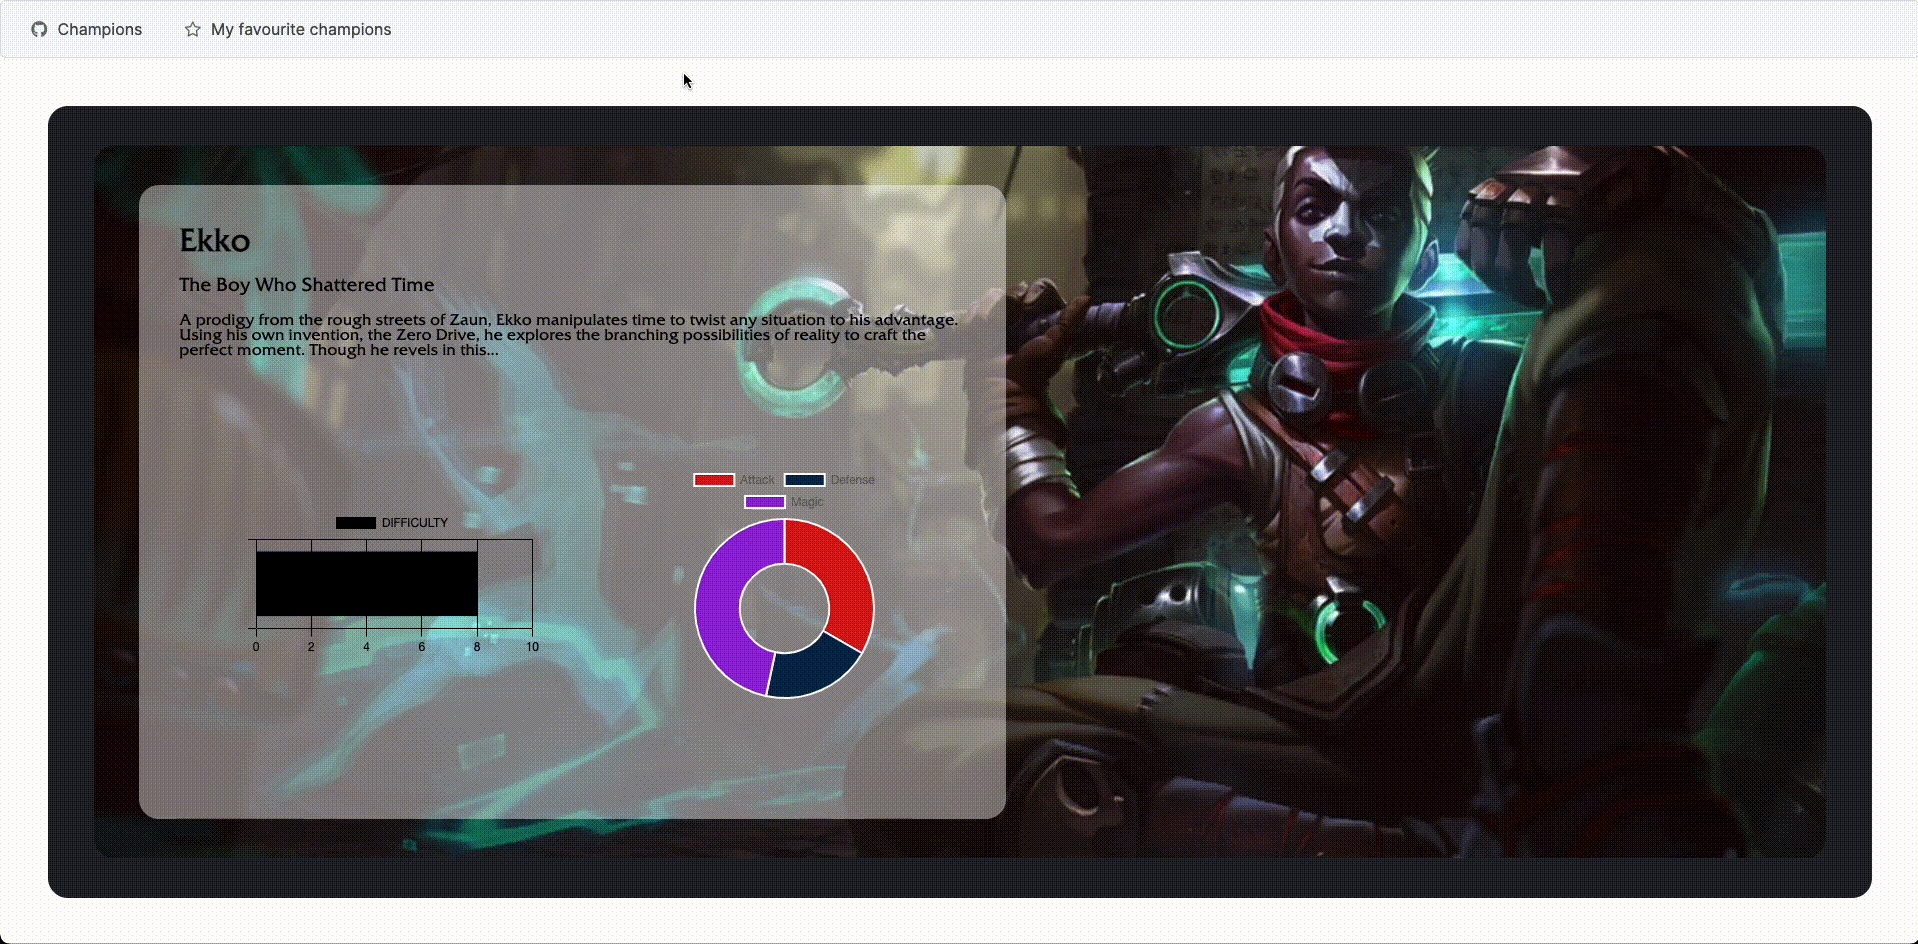 Champions
My favourite champions
Ekko
The Boy Who Shattered Time
A prodigy from the rough streets of Zaun, Ekko manipulates time to twist any situation to his advantage.
Using his own invention, the Zero Drive, he explores the branching possibilities of reality to craft the
perfect moment. Though he revels in this...
DIFFICULTY
0 2 4 6 8 10
Attack Defense
Magic